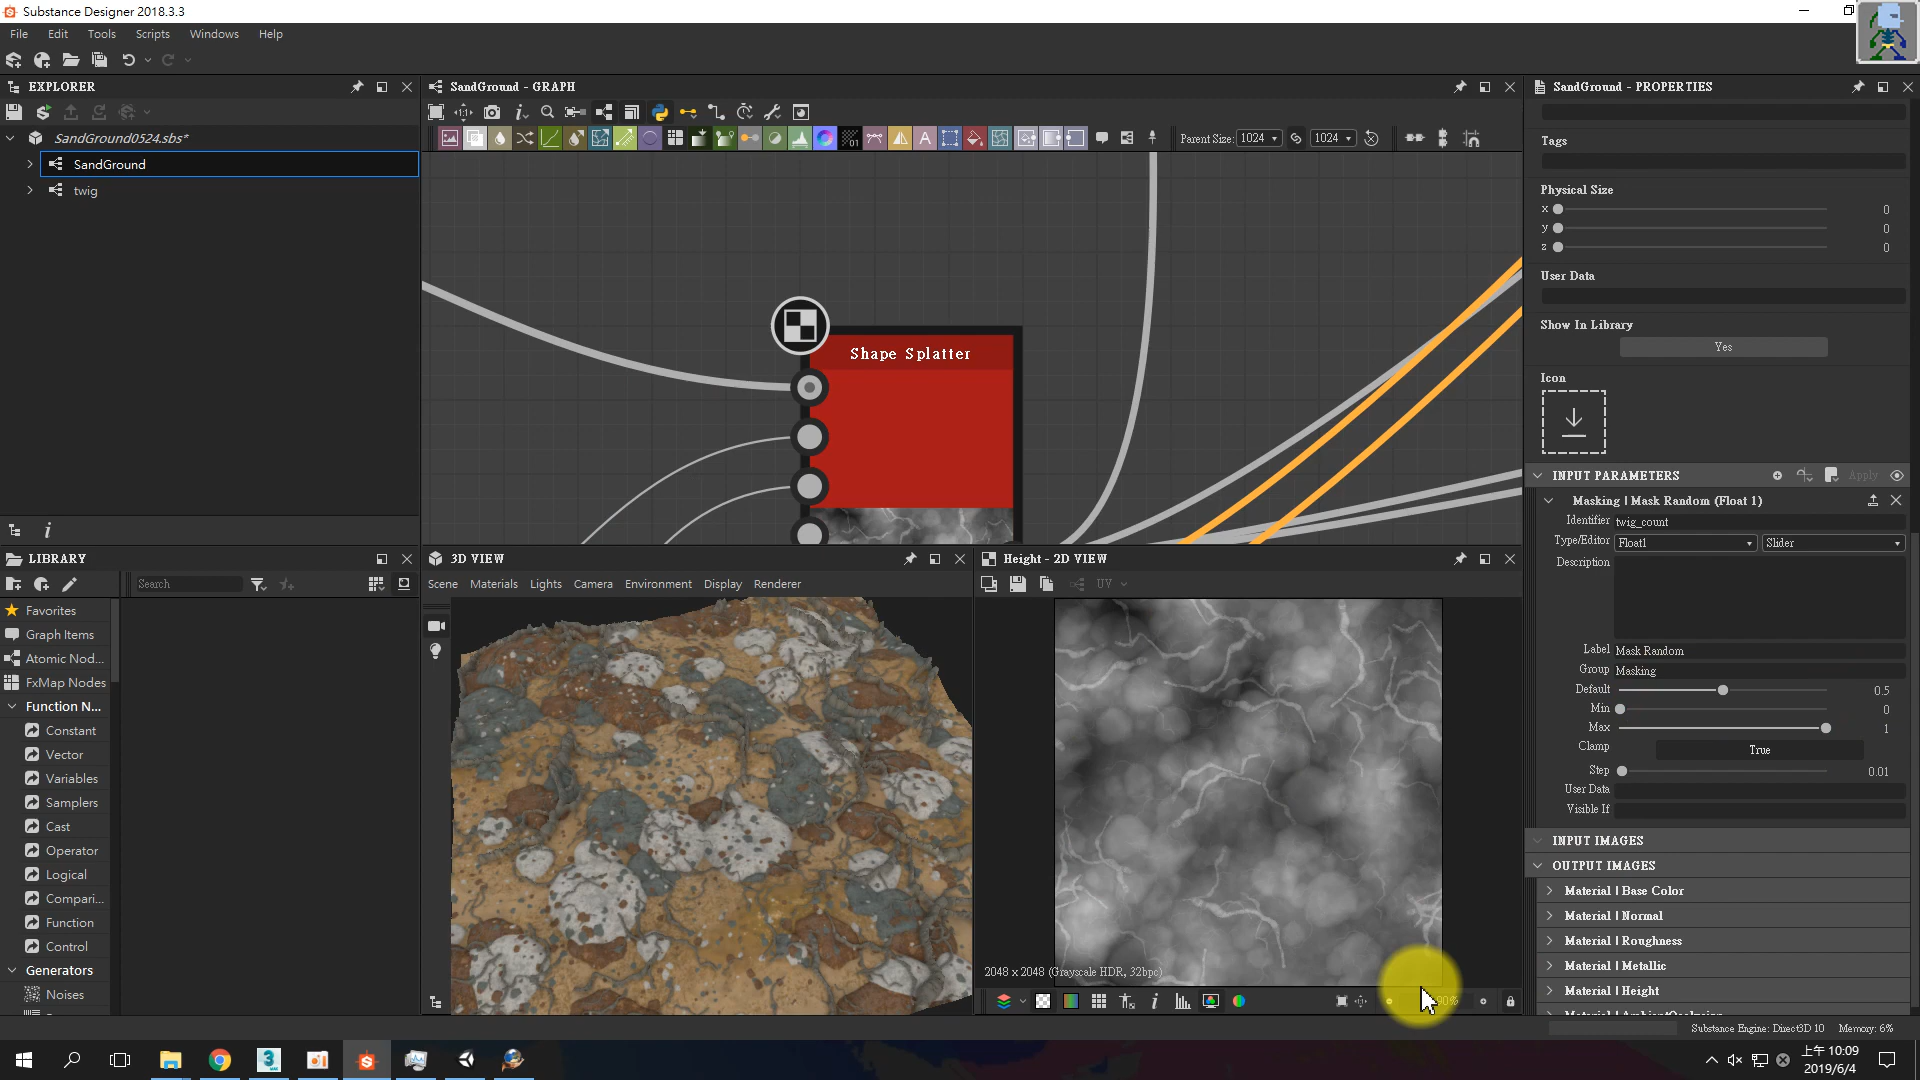 Substance Designer 2018.3.3
File Edit Tools Scripts Windows Help
EXPLORER
SandGround0524.sbs*
SandGround
twig
LIBRARY
Search
Favorites
Graph Items
Atomic Nod...
FxMap Nodes
Function N...
Constant
Vector
Variables
Samplers
Cast
Operator
Logical
Compari...
Function
Control
Generators
Noises
SandGround - GRAPH
Parent Size: 1024 1024
Shape Splatter
3D VIEW
Scene Materials Lights Camera Environment Display Renderer
Height - 2D VIEW
UV
2048 x 2048 (Grayscale HDR, 32bpc)
SandGround - PROPERTIES
Tags
Physical Size
x 0
y 0
z 0
User Data
Show In Library
Yes
Icon
INPUT PARAMETERS
Apply
Masking | Mask Random (Float 1)
Identifier twig_count
Type/Editor Float1 Slider
Description
Label Mask Random
Group Masking
Default 0.5
Min 0
Max 1
Clamp True
Step 0.01
User Data
Visible If
INPUT IMAGES
OUTPUT IMAGES
Material | Base Color
Material | Normal
Material | Roughness
Material | Metallic
Material | Height
Substance Engine: Direct3D 10 Memory: 6%
上午 10:09
2019/6/4